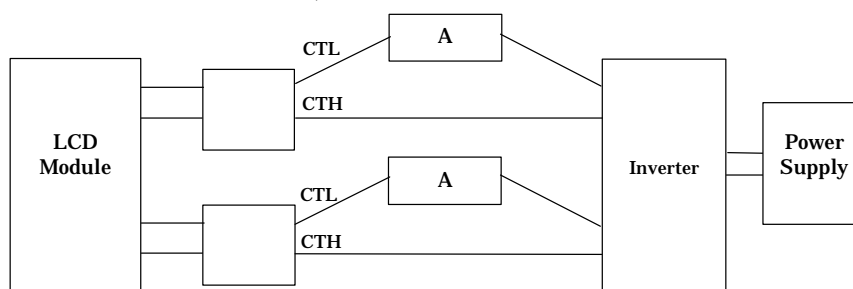 A
CTL
CTH
LCD
Module
Inverter
Power
Supply
A
CTL
CTH